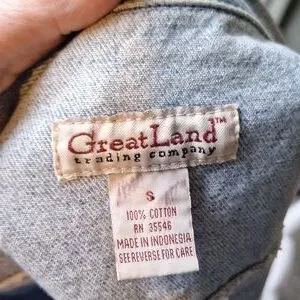 GreatLand™
trading company
S
100% COTTON
RN 35546
MADE IN INDONESIA
SEE REVERSE FOR CARE